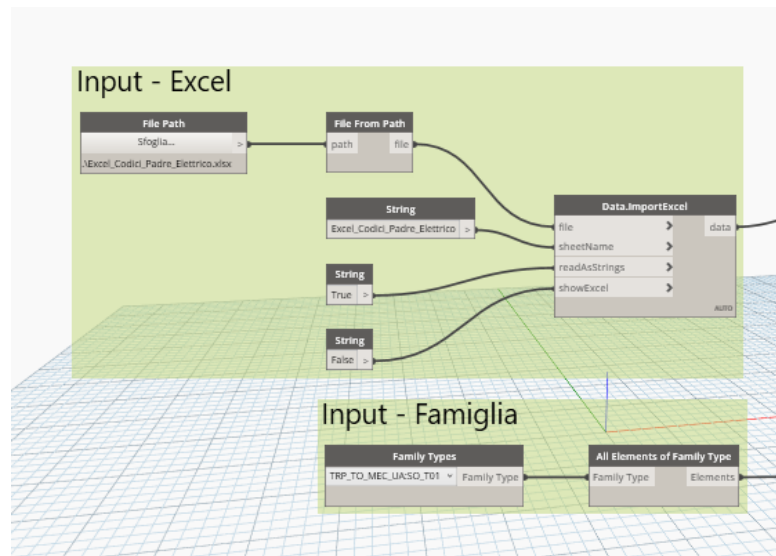 Input - Excel
File Path
Sfoglia... >
.\Excel_Codici_Padre_Elettrico.xlsx
File From Path
path file
String
Excel_Codici_Padre_Elettrico >
String
True >
String
False >
Data.ImportExcel
file > data
sheetName >
readAsStrings >
showExcel >
AUTO
Input - Famiglia
Family Types
TRP_TO_MEC_UA:SO_T01 Family Type
All Elements of Family Type
Family Type Elements